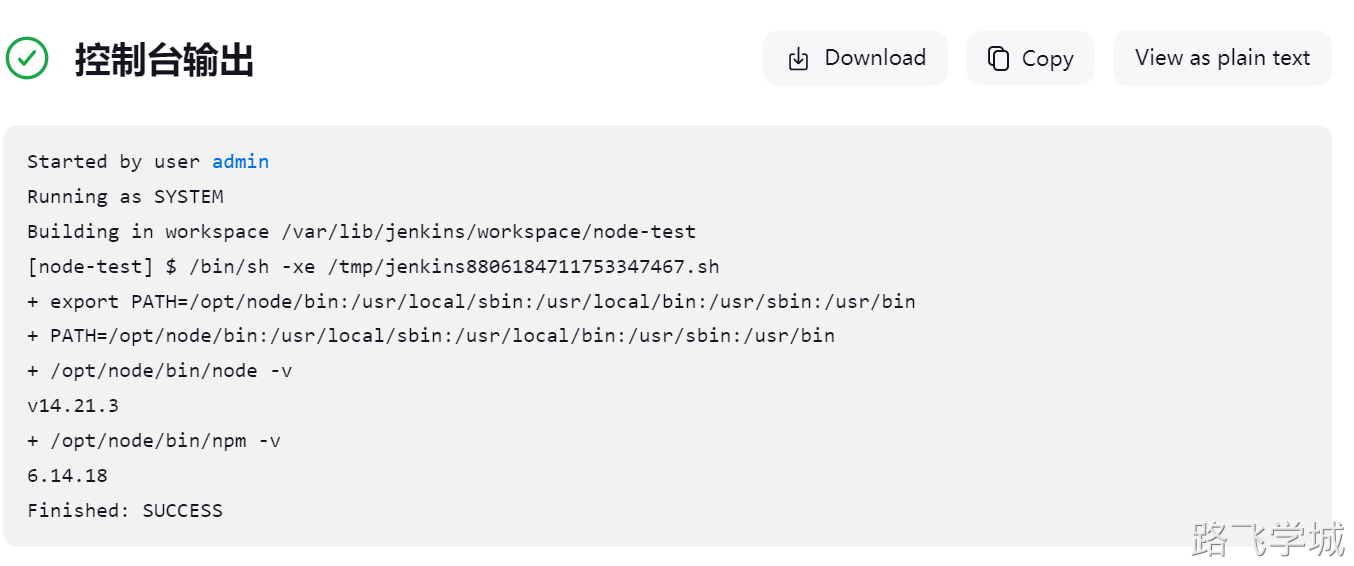 控制台输出
Download
Copy
View as plain text
Started by user admin
Running as SYSTEM
Building in workspace /var/lib/jenkins/workspace/node-test
[node-test] $ /bin/sh -xe /tmp/jenkins8806184711753347467.sh
+ export PATH=/opt/node/bin:/usr/local/sbin:/usr/local/bin:/usr/sbin:/usr/bin
+ PATH=/opt/node/bin:/usr/local/sbin:/usr/local/bin:/usr/sbin:/usr/bin
+ /opt/node/bin/node -v
v14.21.3
+ /opt/node/bin/npm -v
6.14.18
Finished: SUCCESS
路飞学城